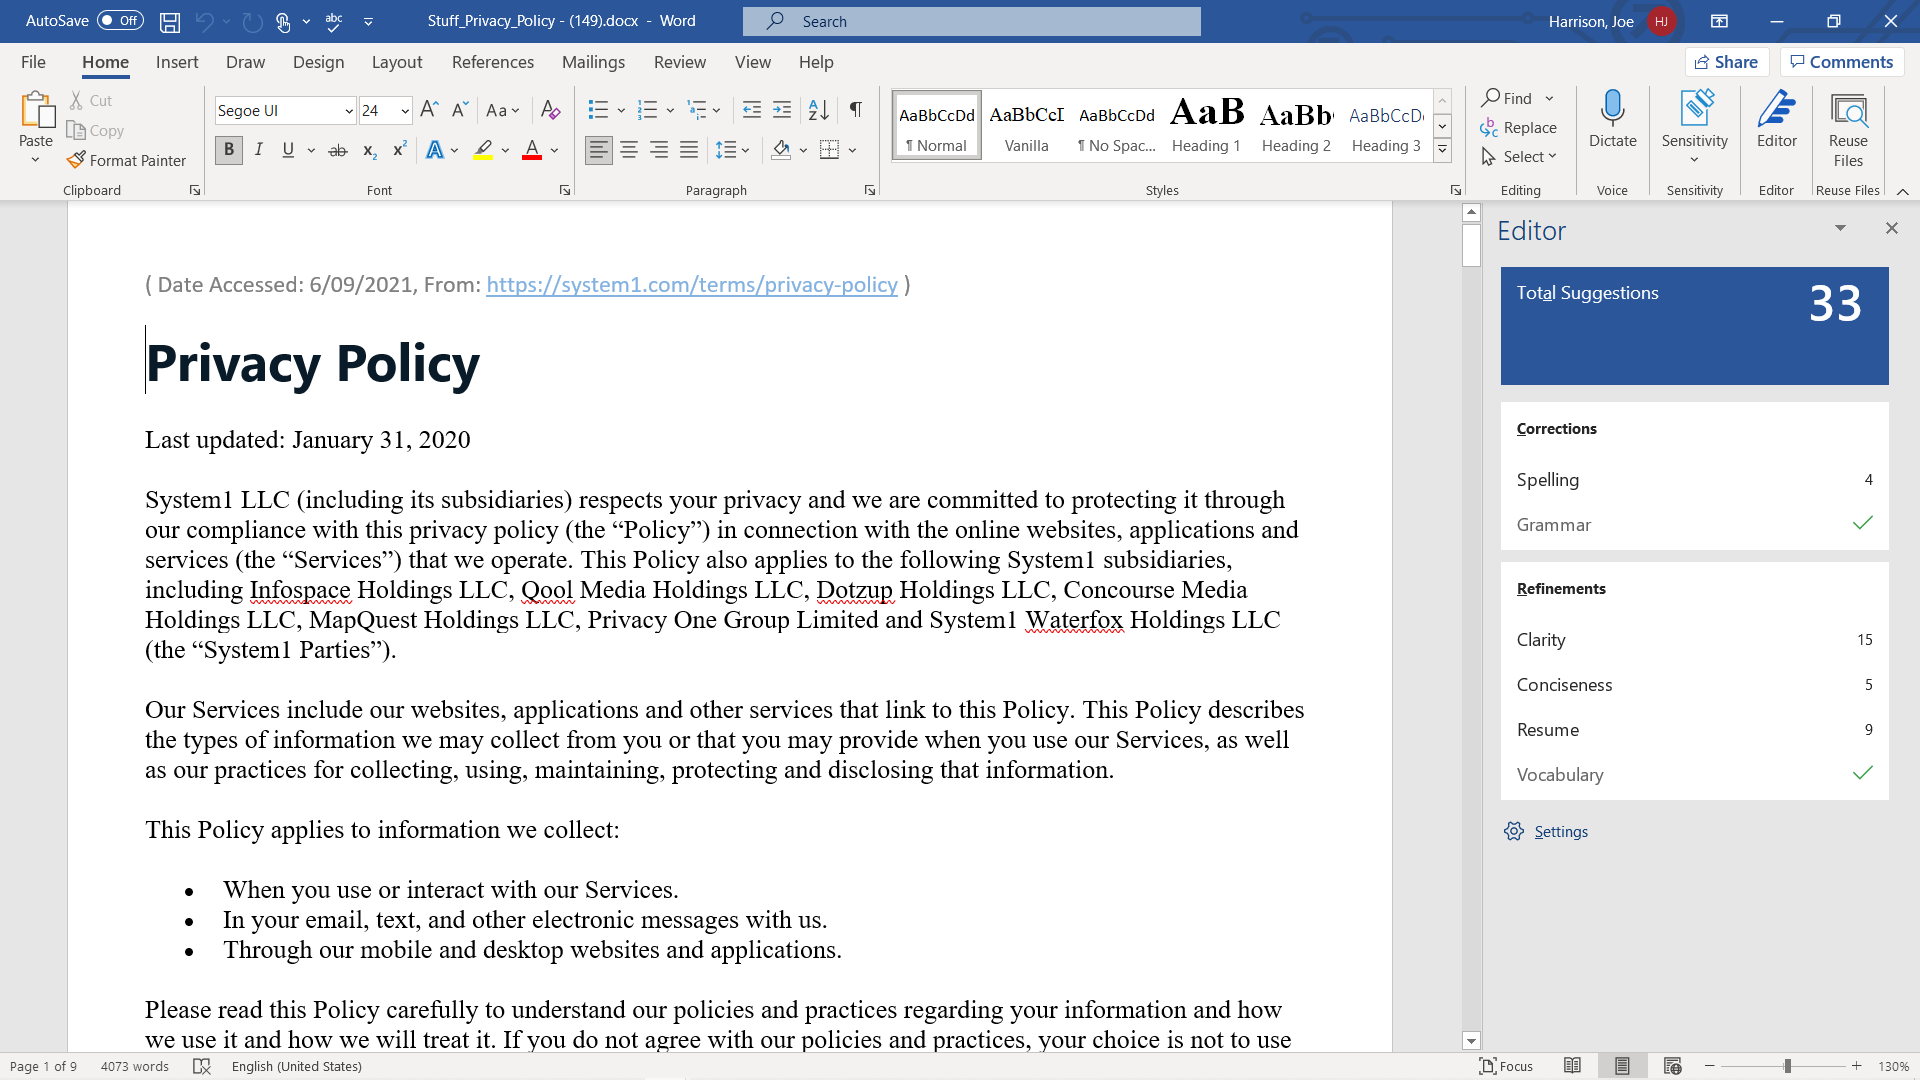 AutoSave Off abc Stuff_Privacy_Policy - (149).docx - Word Search Harrison, Joe HJ
File Home Insert Draw Design Layout References Mailings Review View Help Share Comments
Paste
Cut
Copy
Format Painter
Clipboard
Segoe UI 24 A A Aa A
B I U ab x₂ x² A A
Font
Paragraph
AaBbCcDd AaBbCcI AaBbCcDd AaB AaBb AaBbCcD
¶ Normal Vanilla ¶ No Spac... Heading 1 Heading 2 Heading 3
Styles
Find
Replace
Select
Editing
Dictate
Voice
Sensitivity
Sensitivity
Editor
Editor
Reuse
Files
Reuse Files
( Date Accessed: 6/09/2021, From: https://system1.com/terms/privacy-policy )
Privacy Policy
Last updated: January 31, 2020
System1 LLC (including its subsidiaries) respects your privacy and we are committed to protecting it through
our compliance with this privacy policy (the “Policy”) in connection with the online websites, applications and
services (the “Services”) that we operate. This Policy also applies to the following System1 subsidiaries,
including Infospace Holdings LLC, Qool Media Holdings LLC, Dotzup Holdings LLC, Concourse Media
Holdings LLC, MapQuest Holdings LLC, Privacy One Group Limited and System1 Waterfox Holdings LLC
(the “System1 Parties”).
Our Services include our websites, applications and other services that link to this Policy. This Policy describes
the types of information we may collect from you or that you may provide when you use our Services, as well
as our practices for collecting, using, maintaining, protecting and disclosing that information.
This Policy applies to information we collect:
• When you use or interact with our Services.
• In your email, text, and other electronic messages with us.
• Through our mobile and desktop websites and applications.
Please read this Policy carefully to understand our policies and practices regarding your information and how
we use it and how we will treat it. If you do not agree with our policies and practices, your choice is not to use
Editor
Total Suggestions 33
Corrections
Spelling 4
Grammar
Refinements
Clarity 15
Conciseness 5
Resume 9
Vocabulary
Settings
Page 1 of 9 4073 words English (United States) Focus 130%